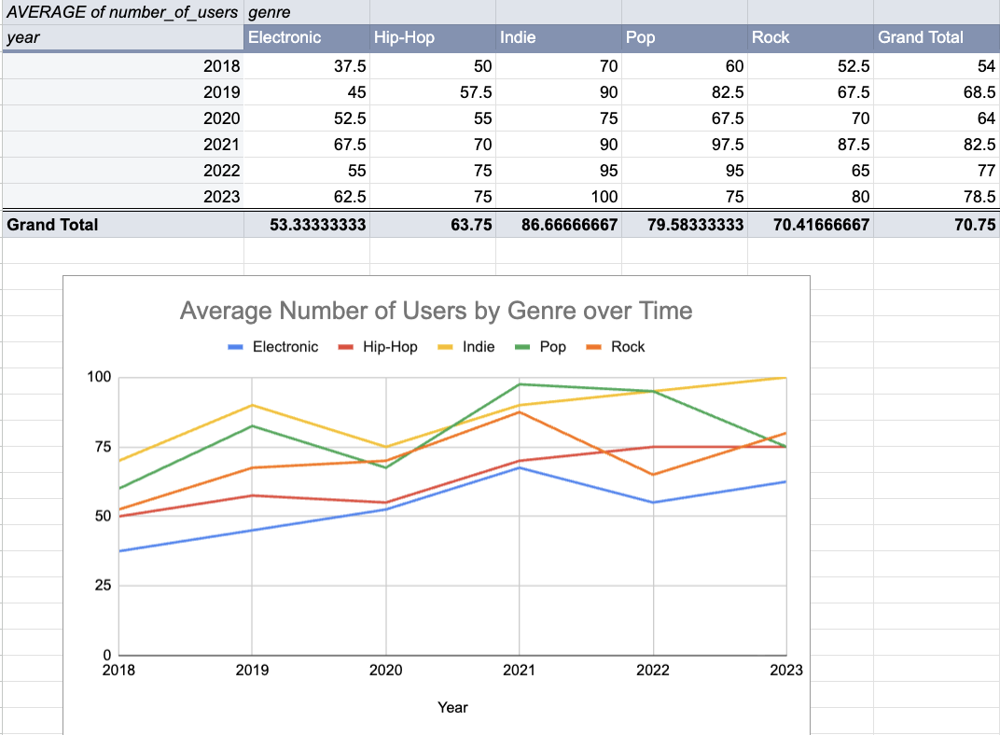 AVERAGE of number_of_users genre
year Electronic Hip-Hop Indie Pop Rock Grand Total
2018 37.5 50 70 60 52.5 54
2019 45 57.5 90 82.5 67.5 68.5
2020 52.5 55 75 67.5 70 64
2021 67.5 70 90 97.5 87.5 82.5
2022 55 75 95 95 65 77
2023 62.5 75 100 75 80 78.5
Grand Total 53.33333333 63.75 86.66666667 79.58333333 70.41666667 70.75
Average Number of Users by Genre over Time
Electronic Hip-Hop Indie Pop Rock
100
75
50
25
0
2018 2019 2020 2021 2022 2023
Year